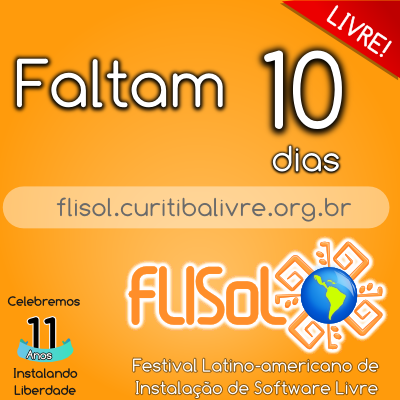 LIVRE!
Faltam 10
dias
flisol.curitibalivre.org.br
FLISoL
Celebremos
11
Anos
Instalando
Liberdade
Festival Latino-americano de
Instalação de Software Livre